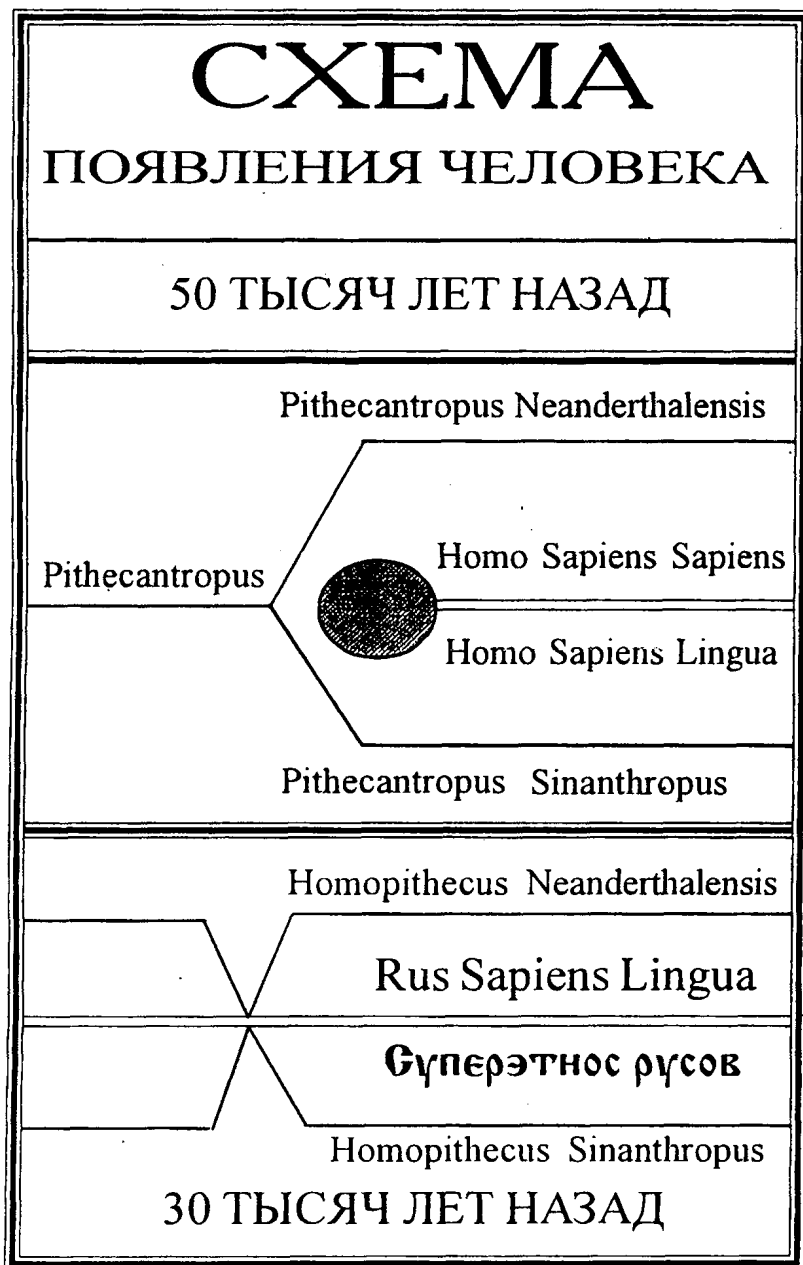 СХЕМА
ПОЯВЛЕНИЯ ЧЕЛОВЕКА
50 ТЫСЯЧ ЛЕТ НАЗАД
Pithecantropus Neanderthalensis
Homo Sapiens Sapiens
Pithecantropus
Homo Sapiens Lingua
Pithecantropus Sinanthropus
Homopithecus Neanderthalensis
Rus Sapiens Lingua
Суперэтнос русов
Homopithecus Sinanthropus
30 ТЫСЯЧ ЛЕТ НАЗАД